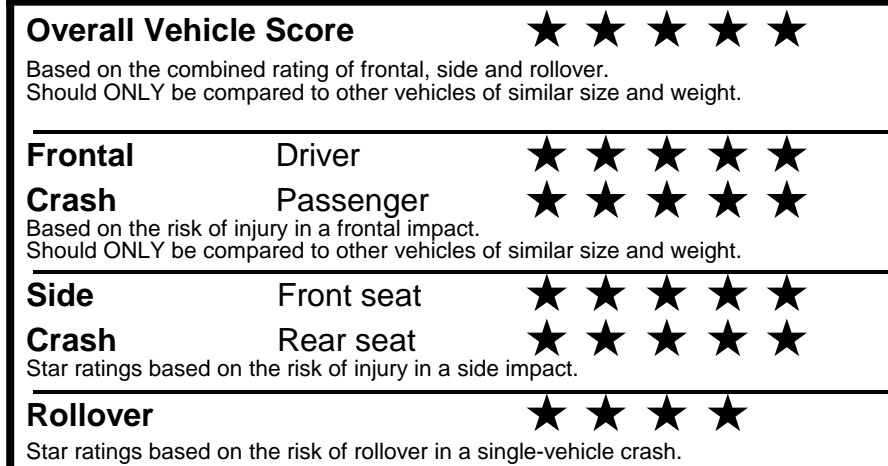 Overall Vehicle Score ★ ★ ★ ★ ★
Based on the combined rating of frontal, side and rollover.
Should ONLY be compared to other vehicles of similar size and weight.
Frontal Driver ★ ★ ★ ★ ★
Crash Passenger ★ ★ ★ ★ ★
Based on the risk of injury in a frontal impact.
Should ONLY be compared to other vehicles of similar size and weight.
Side Front seat ★ ★ ★ ★ ★
Crash Rear seat ★ ★ ★ ★ ★
Star ratings based on the risk of injury in a side impact.
Rollover ★ ★ ★ ★
Star ratings based on the risk of rollover in a single-vehicle crash.